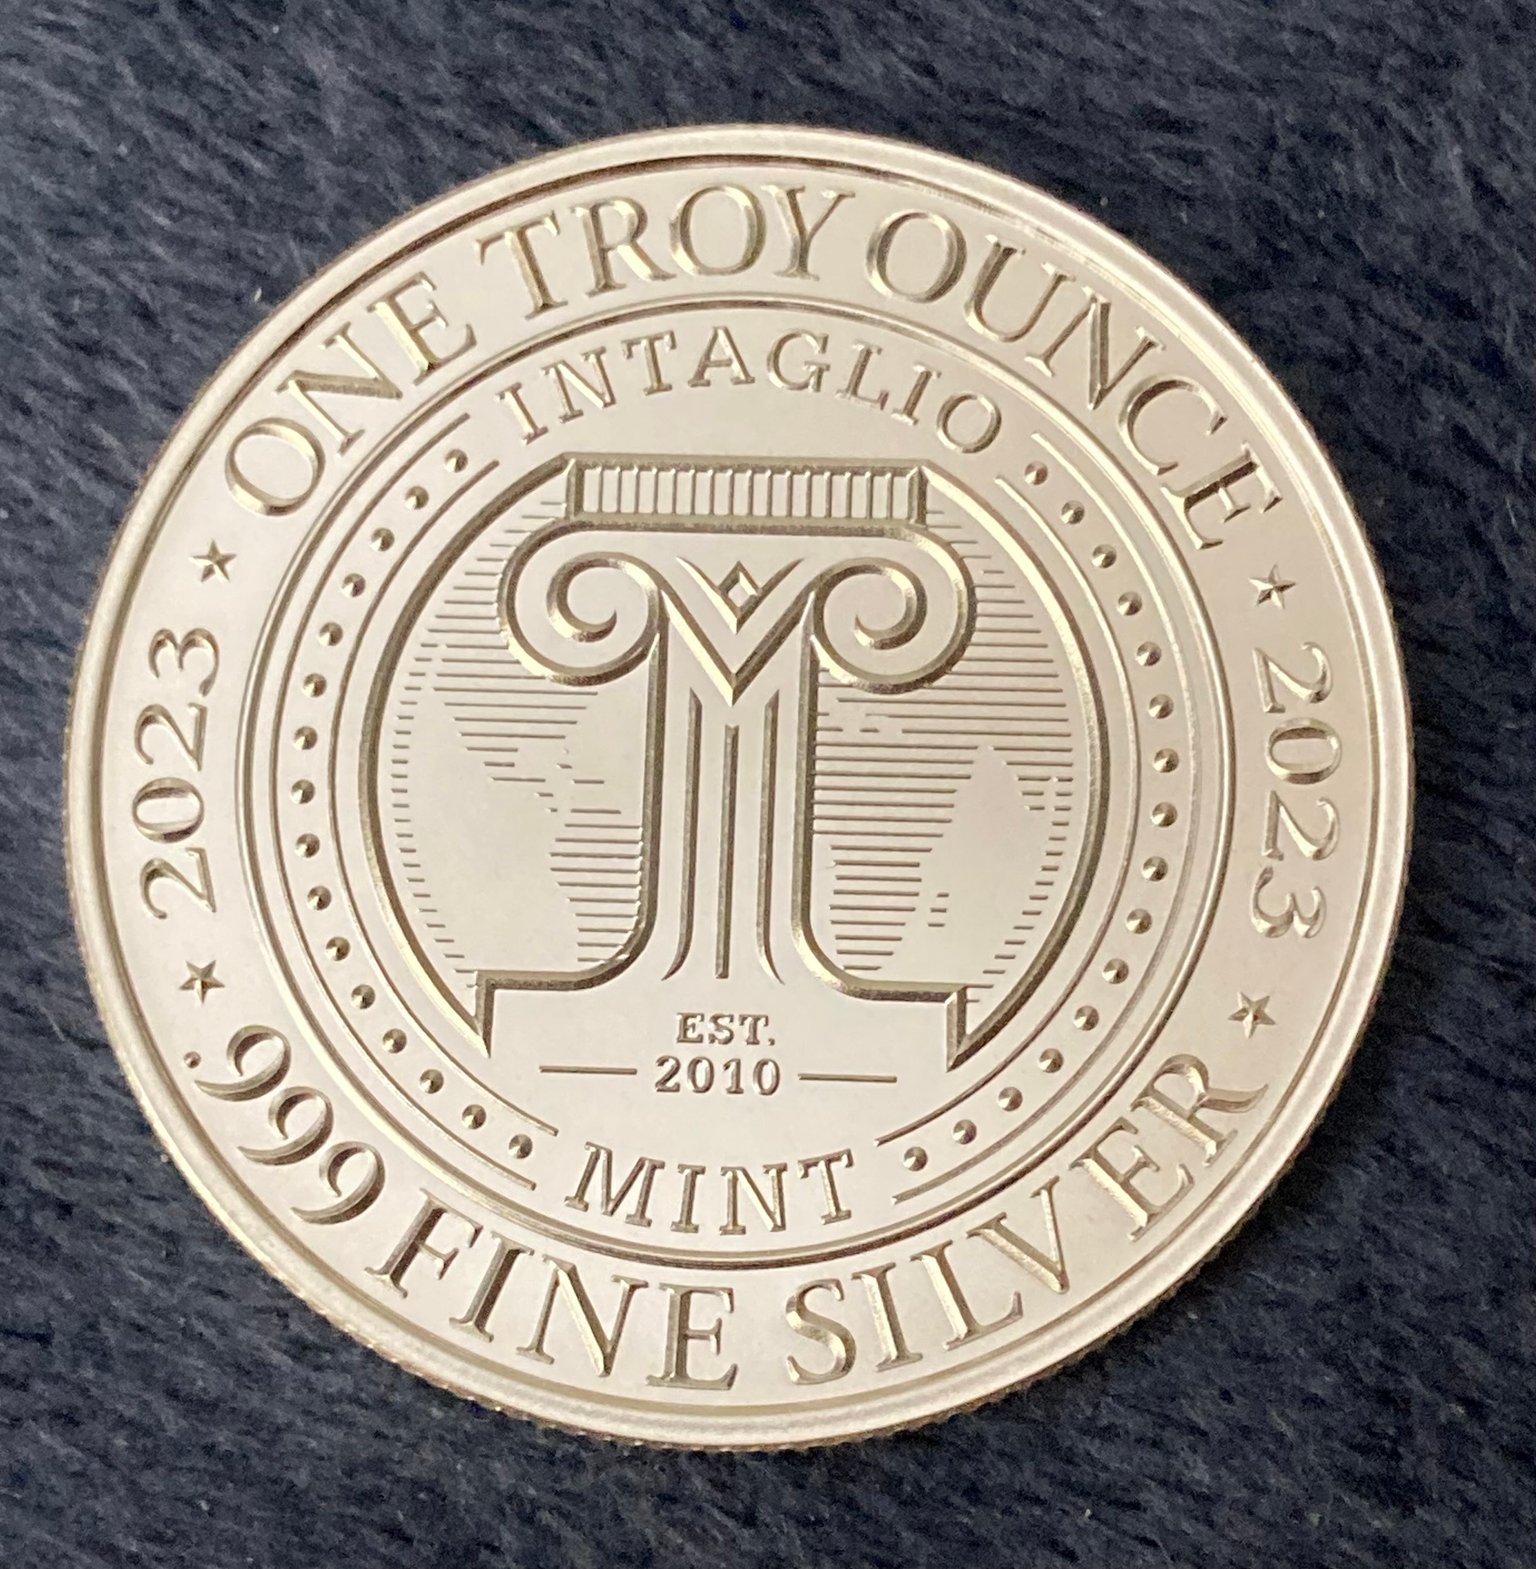 ONE TROY OUNCE
2023
2023
.999 FINE SILVER
INTAGLIO
EST.
2010
MINT